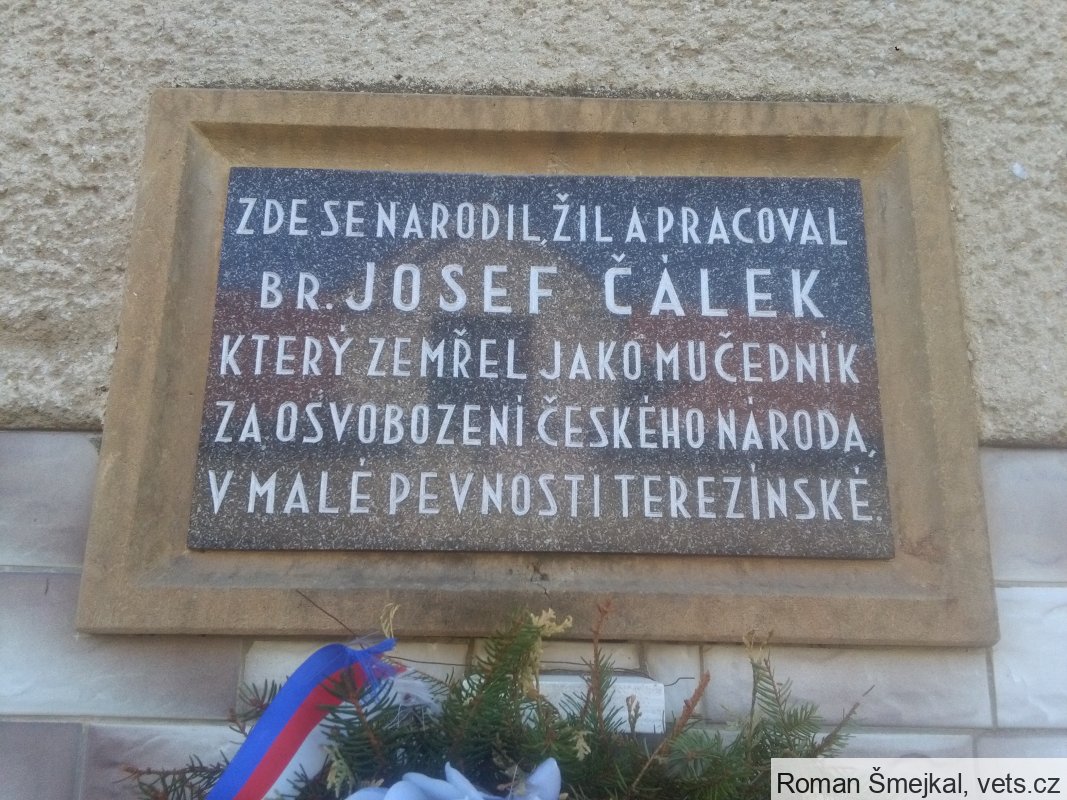 ZDE SE NARODIL, ŽIL A PRACOVAL
BR. JOSEF ČÁLEK
KTERÝ ZEMŘEL JAKO MUČEDNÍK
ZA OSVOBOZENÍ ČESKÉHO NÁRODA,
V MALÉ PEVNOSTI TEREZÍNSKÉ.
Roman Šmejkal, vets.cz